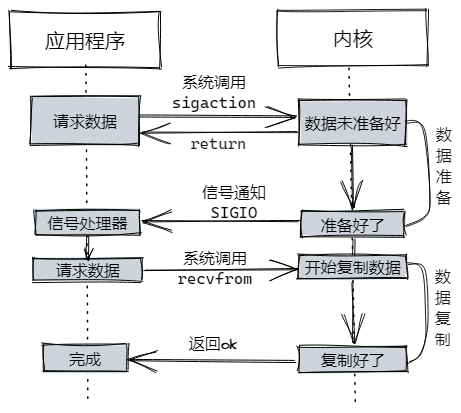 应用程序
内核
系统调用
sigaction
请求数据
数据未准备好
return
数据准备
信号通知
SIGIO
信号处理器
准备好了
系统调用
recvfrom
请求数据
开始复制数据
数据复制
返回ok
完成
复制好了